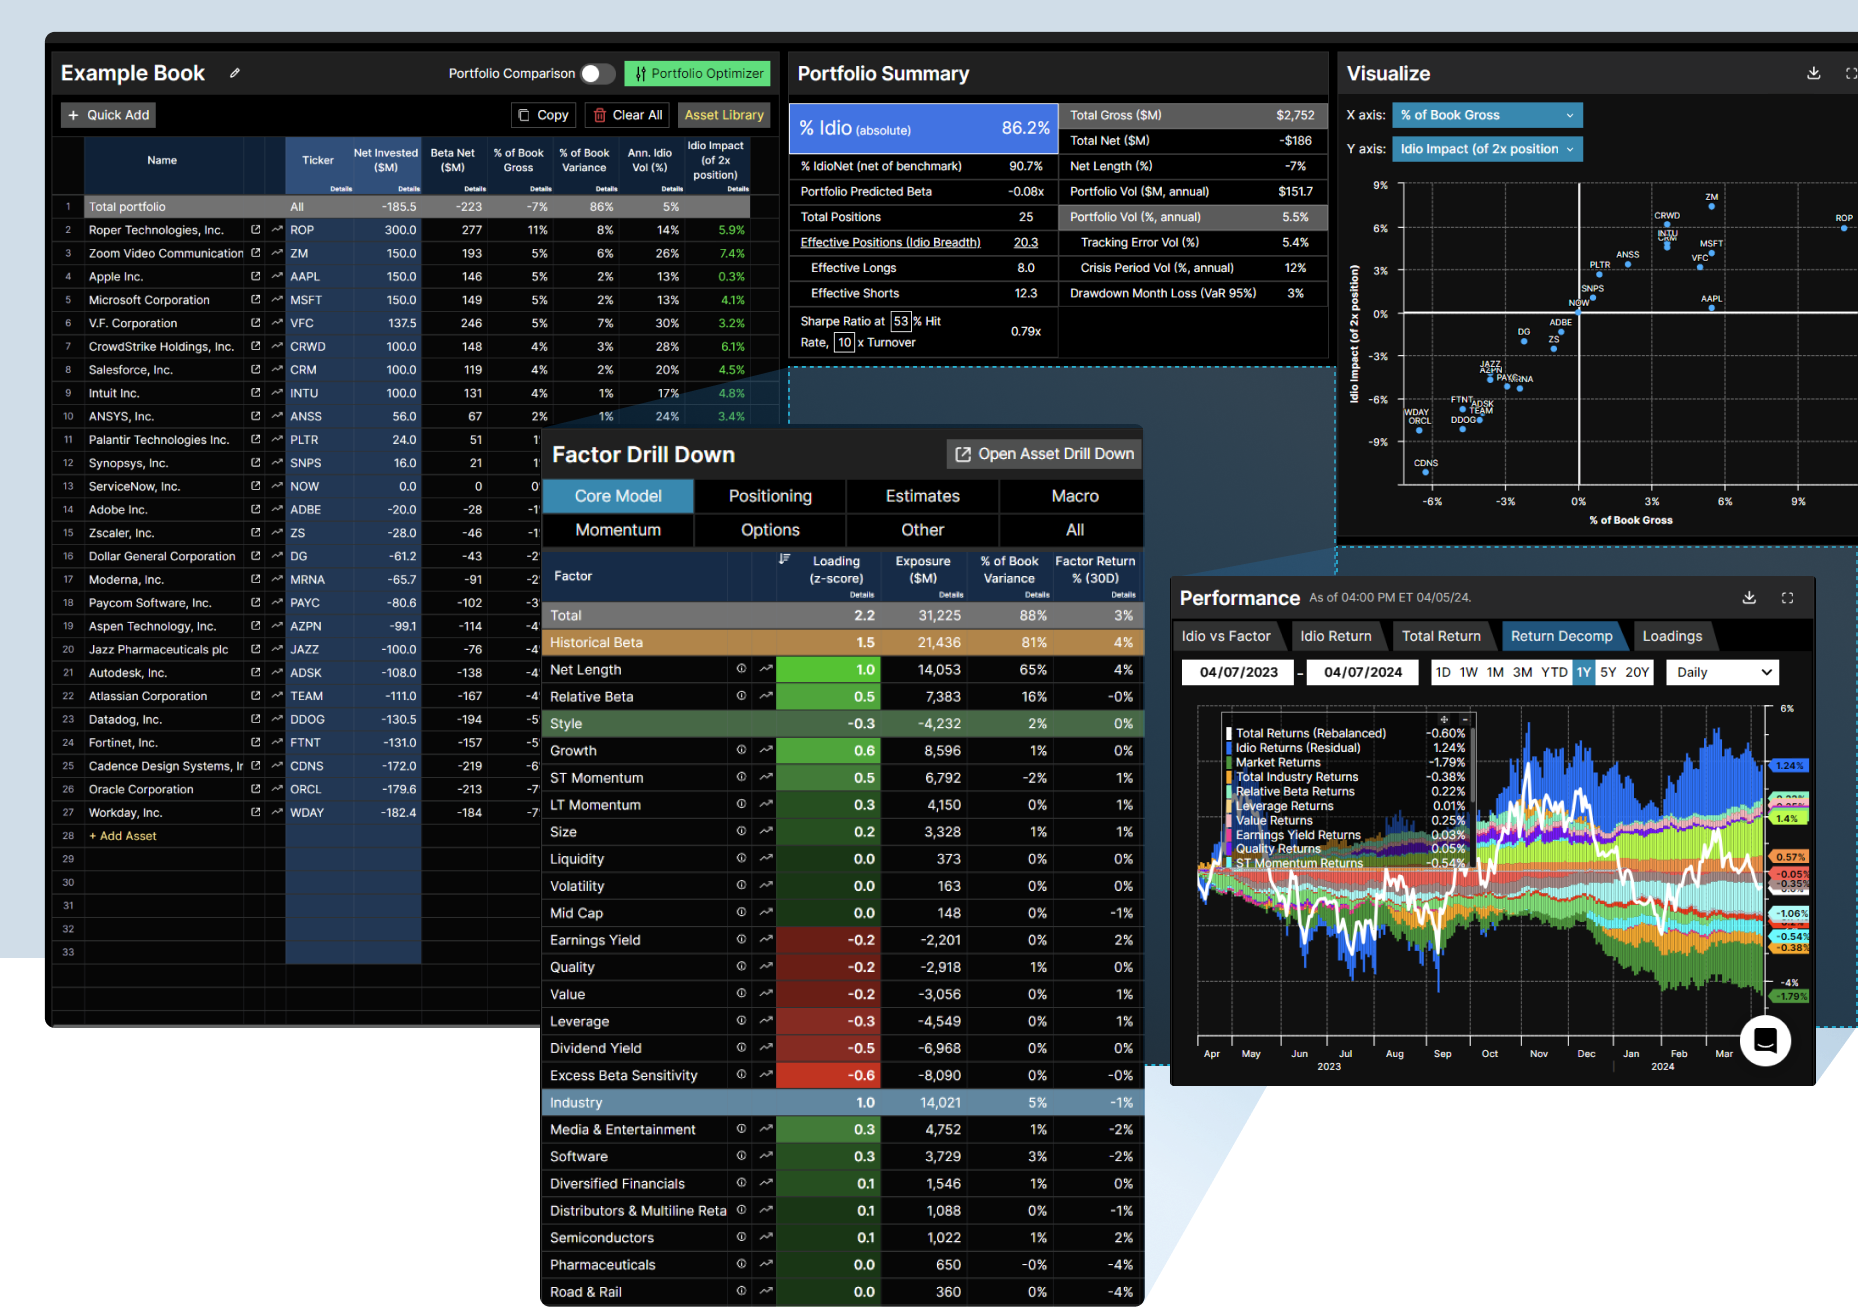 Example Book
Portfolio Comparison
Portfolio Optimizer
+ Quick Add
Copy
Clear All
Asset Library
Name Ticker Net Invested ($M) Beta Net ($M) % of Book Gross % of Book Variance Ann. Idio Vol (%) Idio Impact (of 2x position)
Details Details Details Details Details Details Details
1 Total portfolio All -185.5 -223 -7% 86% 5%
2 Roper Technologies, Inc. ROP 300.0 277 11% 8% 14% 5.9%
3 Zoom Video Communication ZM 150.0 193 5% 6% 26% 7.4%
4 Apple Inc. AAPL 150.0 146 5% 2% 13% 0.3%
5 Microsoft Corporation MSFT 150.0 149 5% 2% 13% 4.1%
6 V.F. Corporation VFC 137.5 246 5% 7% 30% 3.2%
7 CrowdStrike Holdings, Inc. CRWD 100.0 148 4% 3% 28% 6.1%
8 Salesforce, Inc. CRM 100.0 119 4% 2% 20% 4.5%
9 Intuit Inc. INTU 100.0 131 4% 1% 17% 4.8%
10 ANSYS, Inc. ANSS 56.0 67 2% 1% 24% 3.4%
11 Palantir Technologies Inc. PLTR 24.0 51 1
12 Synopsys, Inc. SNPS 16.0 21 1
13 ServiceNow, Inc. NOW 0.0 0 0
14 Adobe Inc. ADBE -20.0 -28 -1
15 Zscaler, Inc. ZS -28.0 -46 -1
16 Dollar General Corporation DG -61.2 -43 -2
17 Moderna, Inc. MRNA -65.7 -91 -2
18 Paycom Software, Inc. PAYC -80.6 -102 -3
19 Aspen Technology, Inc. AZPN -99.1 -114 -4
20 Jazz Pharmaceuticals plc JAZZ -100.0 -76 -4
21 Autodesk, Inc. ADSK -108.0 -138 -4
22 Atlassian Corporation TEAM -111.0 -167 -4
23 Datadog, Inc. DDOG -130.5 -194 -5
24 Fortinet, Inc. FTNT -131.0 -157 -5
25 Cadence Design Systems, Ir CDNS -172.0 -219 -6
26 Oracle Corporation ORCL -179.6 -213 -7
27 Workday, Inc. WDAY -182.4 -184 -7
28 + Add Asset
29
30
31
32
33
Portfolio Summary
% Idio (absolute) 86.2%
% IdioNet (net of benchmark) 90.7%
Portfolio Predicted Beta -0.08x
Total Positions 25
Effective Positions (Idio Breadth) 20.3
Effective Longs 8.0
Effective Shorts 12.3
Sharpe Ratio at 53 % Hit
Rate, 10 x Turnover
0.79x
Total Gross ($M) $2,752
Total Net ($M) -$186
Net Length (%) -7%
Portfolio Vol ($M, annual) $151.7
Portfolio Vol (%, annual) 5.5%
Tracking Error Vol (%) 5.4%
Crisis Period Vol (%, annual) 12%
Drawdown Month Loss (VaR 95%) 3%
Visualize
X axis: % of Book Gross
Y axis: Idio Impact (of 2x position
9%
6%
3%
0%
-3%
-6%
-9%
Idio Impact (of 2x position)
ZM
ROP
CRWD
INTU
CRM
MSFT
VFC
ANSS
PLTR
SNPS
AAPL
NOW
ADBE
DG
ZS
JAZZ
AZPN
PAYC
MRNA
FTNT
ADSK
TEAM
WDAY
ORCL
DDOG
CDNS
-6% -3% 0% 3% 6% 9%
% of Book Gross
Factor Drill Down
Open Asset Drill Down
Core Model Positioning Estimates Macro
Momentum Options Other All
Factor Loading (z-score) Exposure ($M) % of Book Variance Factor Return % (30D)
Details Details Details Details
Total 2.2 31,225 88% 3%
Historical Beta 1.5 21,436 81% 4%
Net Length 1.0 14,053 65% 4%
Relative Beta 0.5 7,383 16% -0%
Style -0.3 -4,232 2% 0%
Growth 0.6 8,596 1% 0%
ST Momentum 0.5 6,792 -2% 1%
LT Momentum 0.3 4,150 0% 1%
Size 0.2 3,328 1% 1%
Liquidity 0.0 373 0% 0%
Volatility 0.0 163 0% 0%
Mid Cap 0.0 148 0% -1%
Earnings Yield -0.2 -2,201 0% 2%
Quality -0.2 -2,918 1% 0%
Value -0.2 -3,056 0% 1%
Leverage -0.3 -4,549 0% 1%
Dividend Yield -0.5 -6,968 0% 0%
Excess Beta Sensitivity -0.6 -8,090 0% -0%
Industry 1.0 14,021 5% -1%
Media & Entertainment 0.3 4,752 1% -2%
Software 0.3 3,729 3% -2%
Diversified Financials 0.1 1,546 1% 0%
Distributors & Multiline Reta 0.1 1,088 0% -1%
Semiconductors 0.1 1,022 1% 2%
Pharmaceuticals 0.0 650 -0% -4%
Road & Rail 0.0 360 0% -4%
Performance As of 04:00 PM ET 04/05/24.
Idio vs Factor Idio Return Total Return Return Decomp Loadings
04/07/2023 - 04/07/2024 1D 1W 1M 3M YTD 1Y 5Y 20Y Daily
Total Returns (Rebalanced) -0.60%
Idio Returns (Residual) 1.24%
Market Returns -1.79%
Total Industry Returns -0.38%
Relative Beta Returns 0.22%
Leverage Returns 0.01%
Value Returns 0.25%
Earnings Yield Returns 0.03%
Quality Returns 0.05%
ST Momentum Returns -0.54%
6%
1.24%
1.4%
0.57%
-0.05%
-0.35%
-1.06%
-0.54%
-0.38%
-4%
-1.79%
Apr May Jun Jul Aug Sep Oct Nov Dec Jan Feb Mar
2023 2024